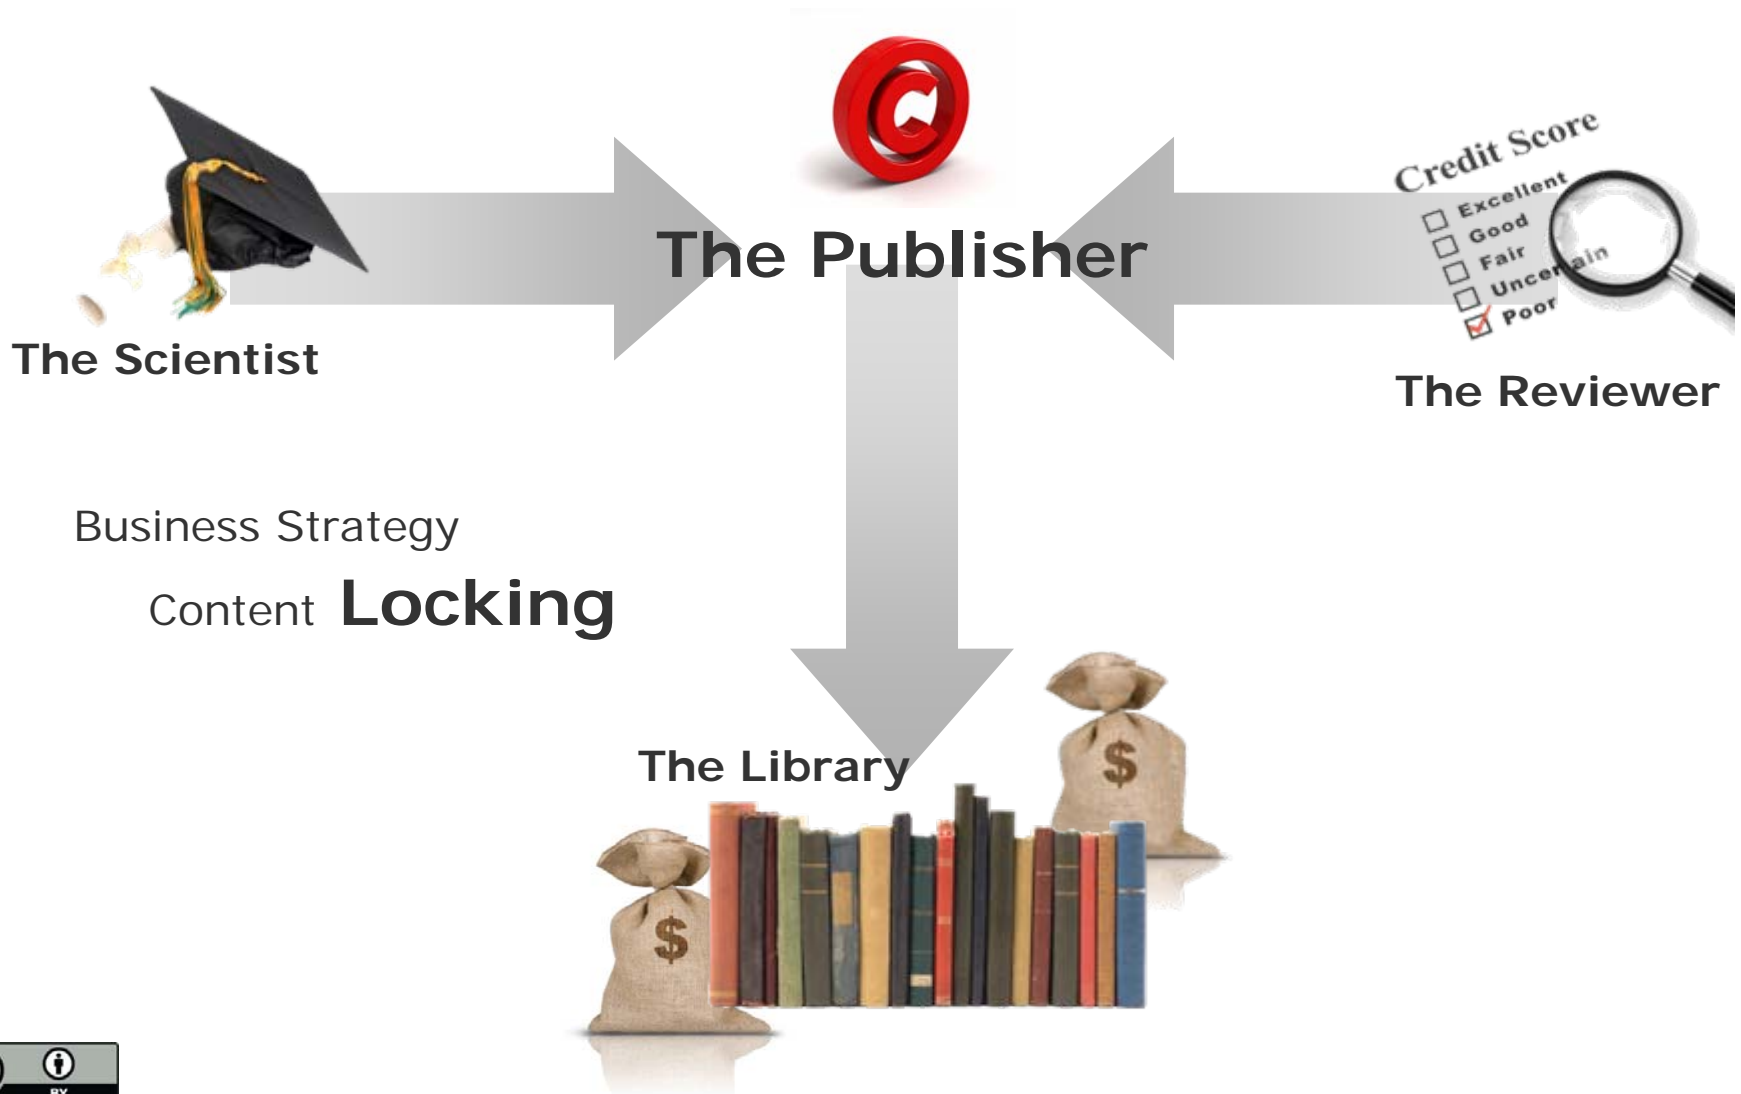 ©
The Publisher
The Scientist
Credit Score
Excellent
Good
Fair
Uncertain
Poor
The Reviewer
Business Strategy
Content Locking
The Library
$
$
BY